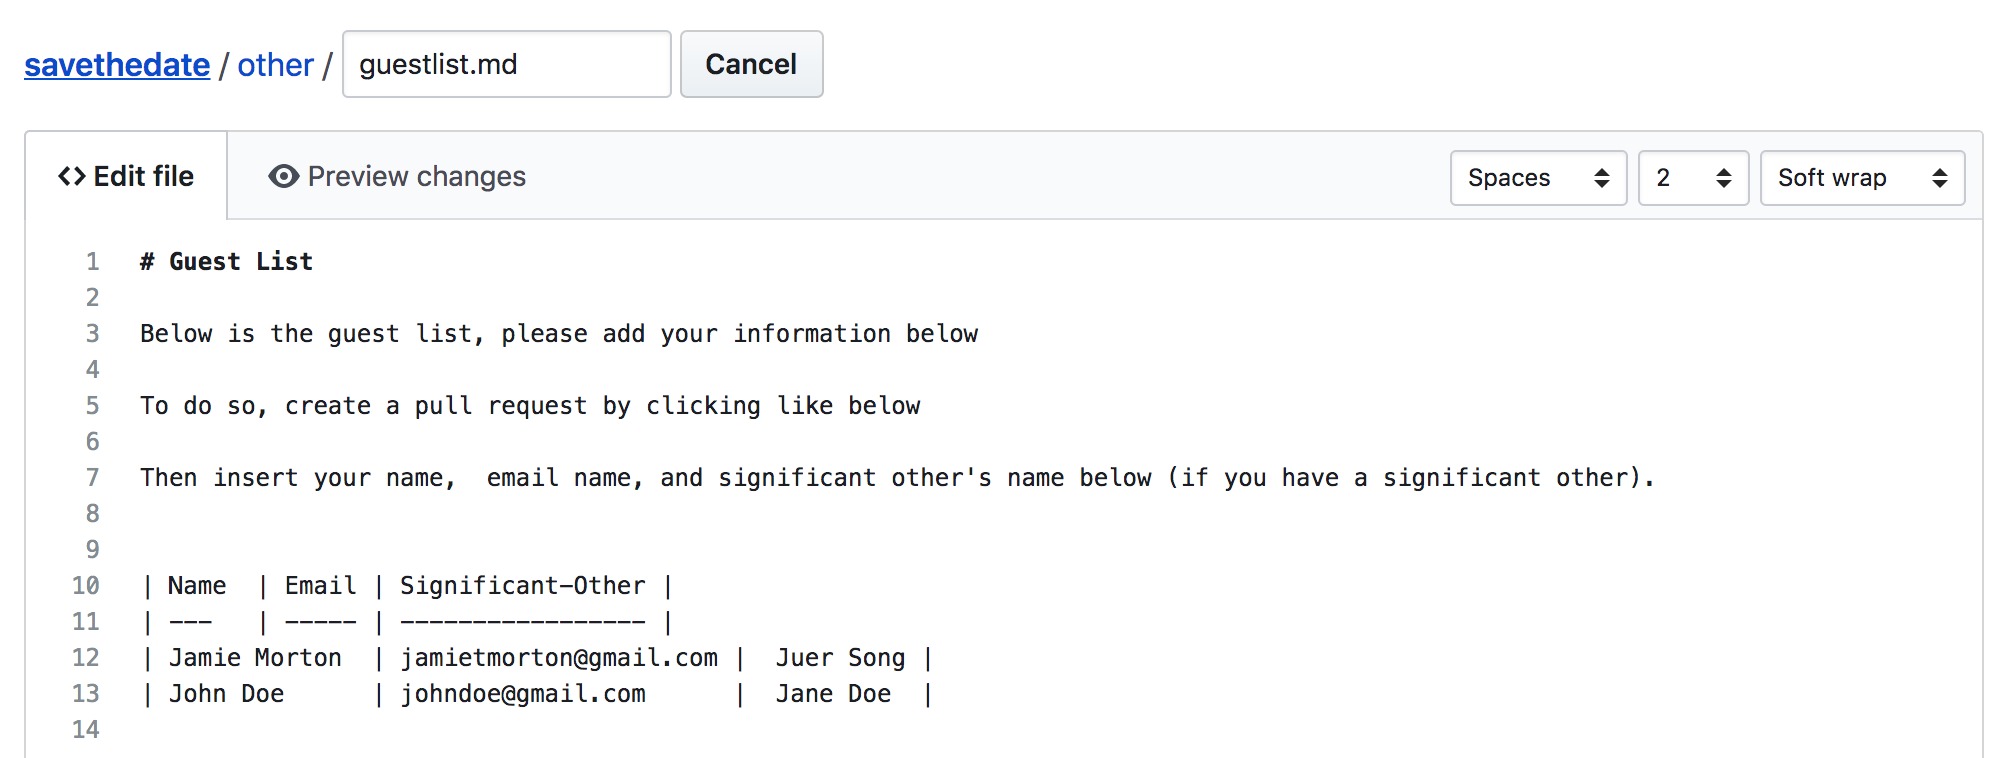 savethedate / other / guestlist.md Cancel
<> Edit file Preview changes Spaces 2 Soft wrap
1 # Guest List
2
3 Below is the guest list, please add your information below
4
5 To do so, create a pull request by clicking like below
6
7 Then insert your name,  email name, and significant other's name below (if you have a significant other).
8
9
10 | Name  | Email | Significant-Other |
11 | ---   | ----- | ----------------- |
12 | Jamie Morton  | jamietmorton@gmail.com |  Juer Song |
13 | John Doe      | johndoe@gmail.com      |  Jane Doe  |
14